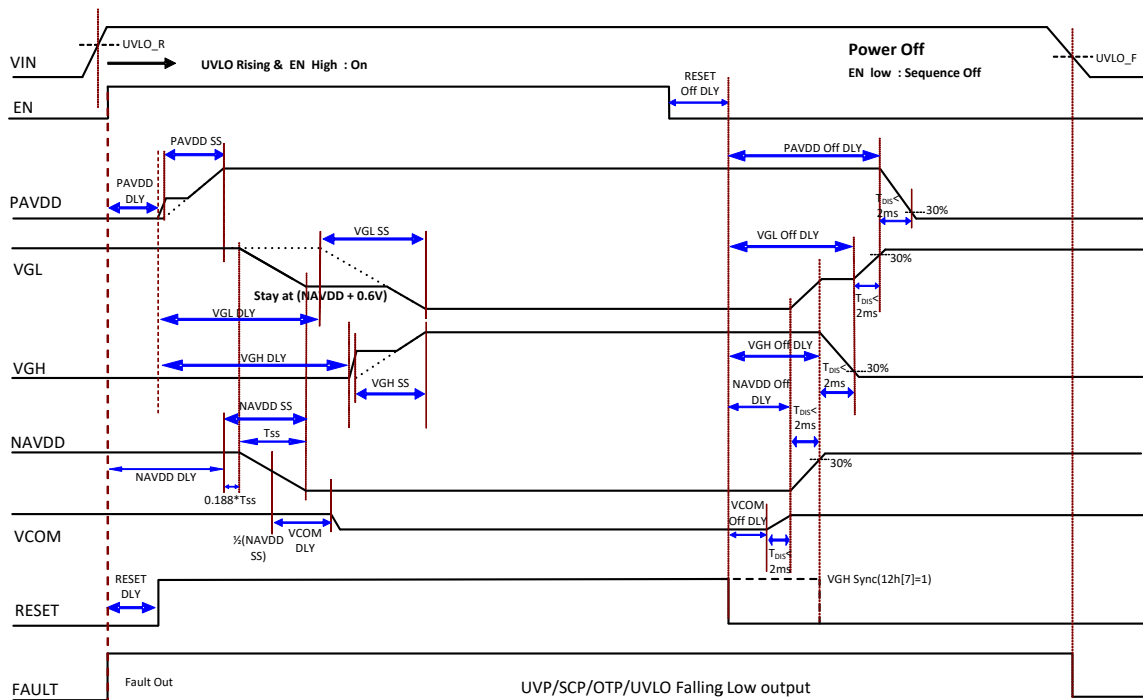 UVLO_R
VIN
UVLO Rising & EN High : On
Power Off
EN low : Sequence Off
UVLO_F
RESET
Off DLY
EN
PAVDD SS
PAVDD Off DLY
PAVDD
DLY
PAVDD
TDIS<
2ms
30%
VGL SS
VGL Off DLY
VGL
30%
Stay at (NAVDD + 0.6V)
TDIS<
2ms
VGL DLY
VGH DLY
VGH Off DLY
VGH
TDIS<
2ms
30%
VGH SS
NAVDD Off
DLY
NAVDD SS
TDIS<
2ms
Tss
NAVDD
30%
NAVDD DLY
0.188*Tss
VCOM
½(NAVDD
SS)
VCOM
DLY
VCOM
Off DLY
TDIS<
2ms
RESET
DLY
VGH Sync(12h[7]=1)
RESET
Fault Out
UVP/SCP/OTP/UVLO Falling Low output
FAULT